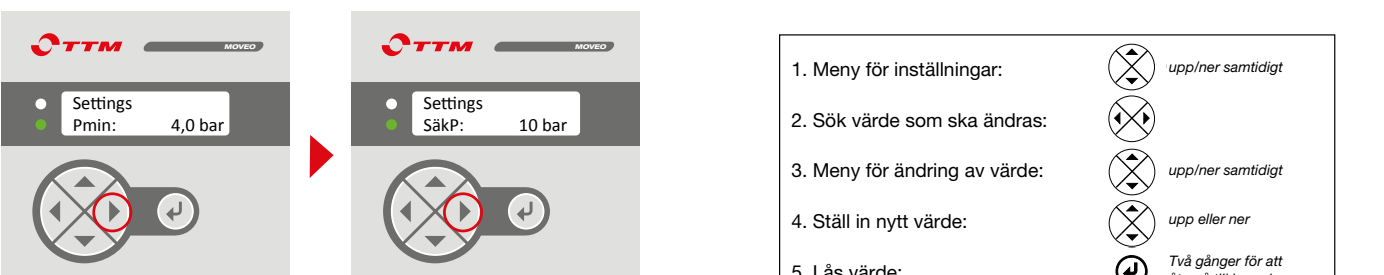 TTM MOVEO
Settings
Pmin: 4,0 bar
TTM MOVEO
Settings
SäkP: 10 bar
1. Meny för inställningar: upp/ner samtidigt
2. Sök värde som ska ändras:
3. Meny för ändring av värde: upp/ner samtidigt
4. Ställ in nytt värde: upp eller ner
5. Lås värde: Två gånger för att